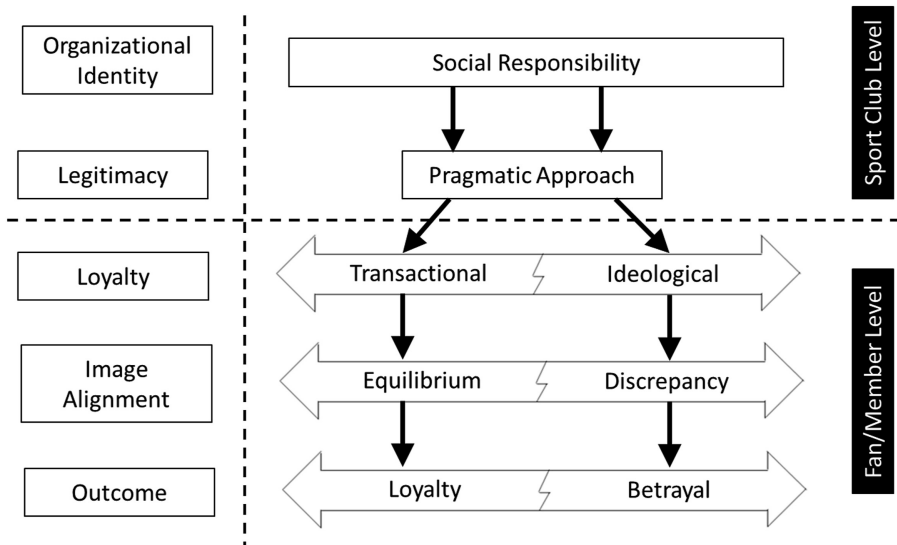 Organizational
Identity
Social Responsibility
Sport Club Level
Legitimacy
Pragmatic Approach
Loyalty
Transactional
Ideological
Fan/Member Level
Image
Alignment
Equilibrium
Discrepancy
Outcome
Loyalty
Betrayal